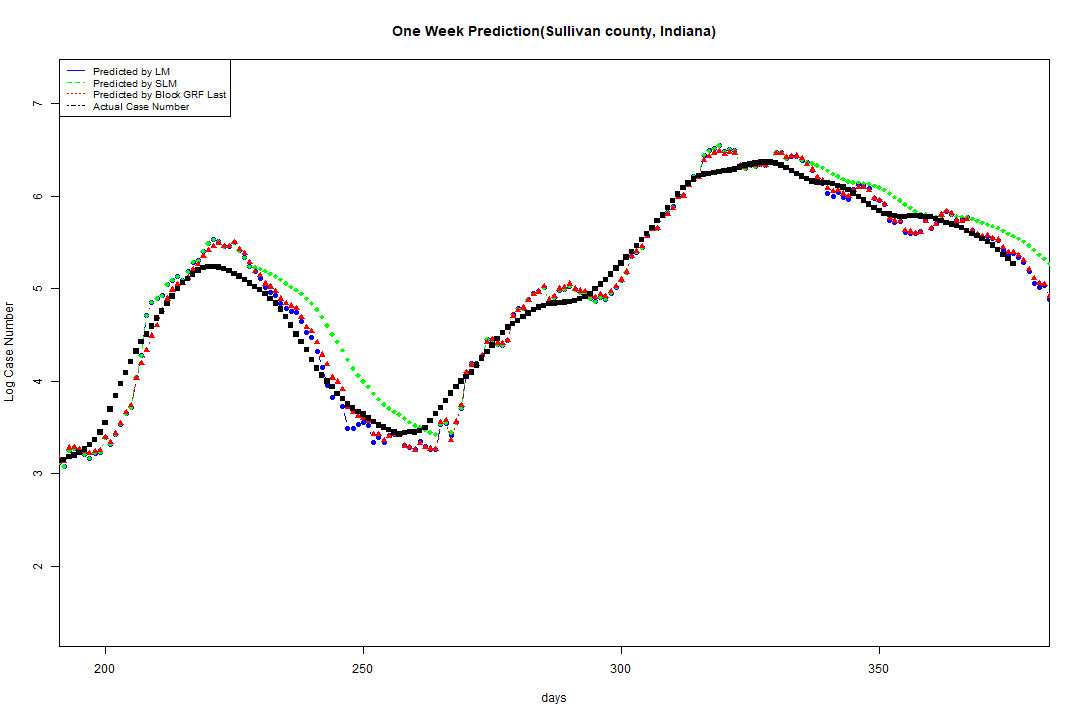 One Week Prediction(Sullivan county, Indiana)
Predicted by LM
Predicted by SLM
Predicted by Block GRF Last
Actual Case Number
7
6
5
4
3
2
Log Case Number
200
250
300
350
days